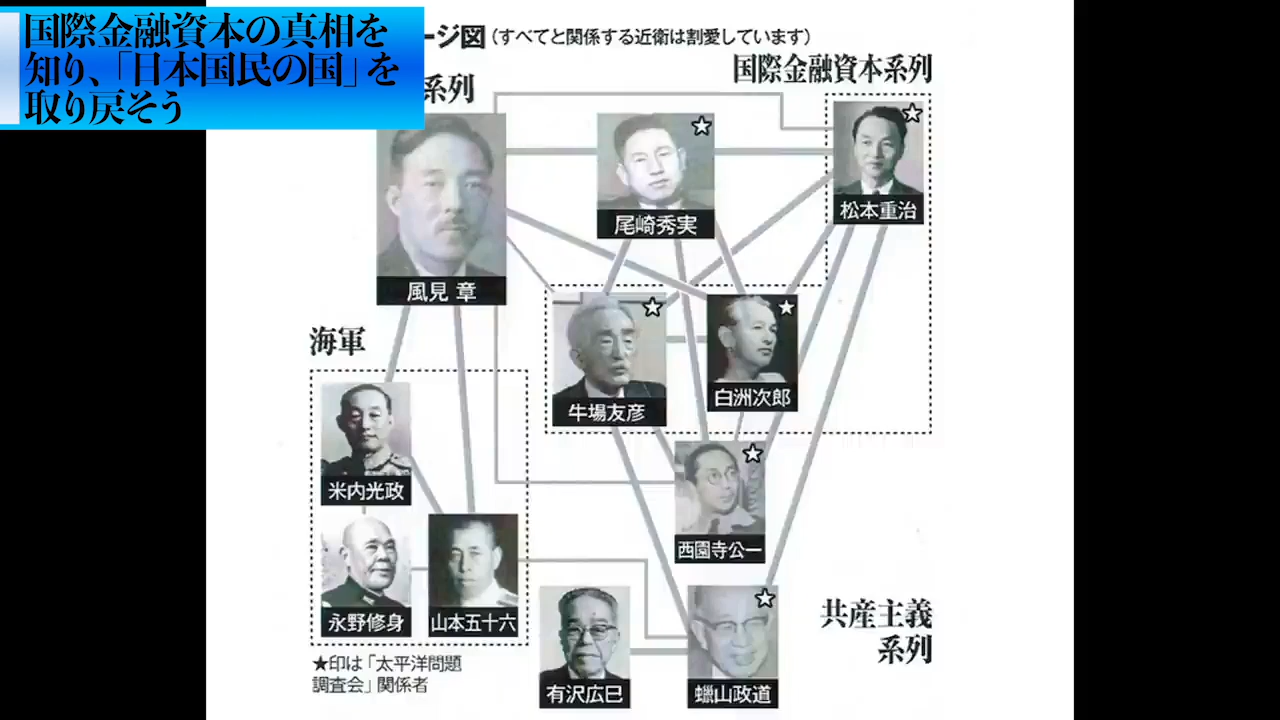 国際金融資本の真相を
知り、「日本国民の国」を
取り戻そう
ージ図（すべてと関係する近衛は割愛しています）
系列
国際金融資本系列
尾崎秀実
松本重治
風見 章
海軍
牛場友彦
白洲次郎
米内光政
西園寺公一
永野修身
山本五十六
有沢広巳
蠟山政道
共産主義
系列
★印は「太平洋問題
調査会」関係者